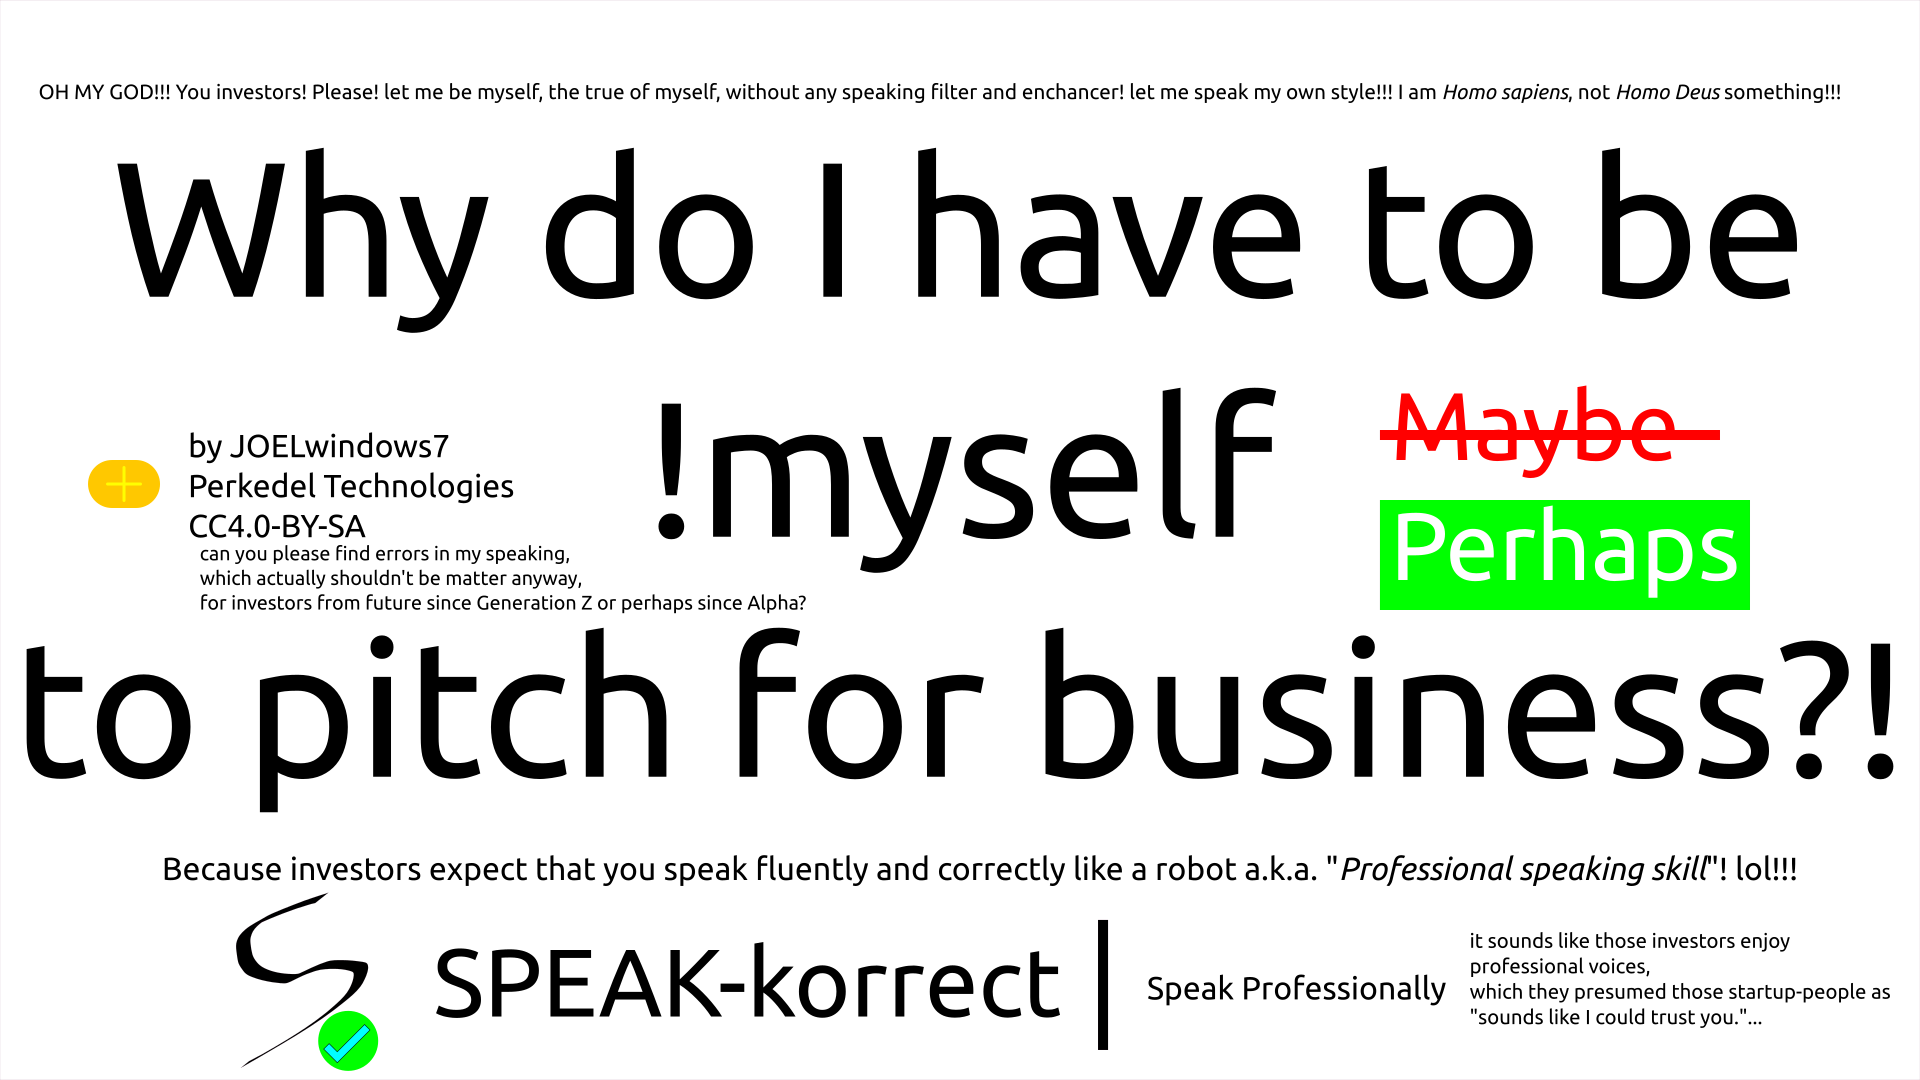 OH MY GOD!!! You investors! Please! let me be myself, the true of myself, without any speaking filter and enchancer! let me speak my own style!!! I am Homo sapiens, not Homo Deus something!!!
Why do I have to be
!myself
Maybe
Perhaps
by JOELwindows7
Perkedel Technologies
CC4.0-BY-SA
can you please find errors in my speaking,
which actually shouldn't be matter anyway,
for investors from future since Generation Z or perhaps since Alpha?
to pitch for business?!
Because investors expect that you speak fluently and correctly like a robot a.k.a. "Professional speaking skill"! lol!!!
SPEAK-korrect
Speak Professionally
it sounds like those investors enjoy
professional voices,
which they presumed those startup-people as
"sounds like I could trust you."...